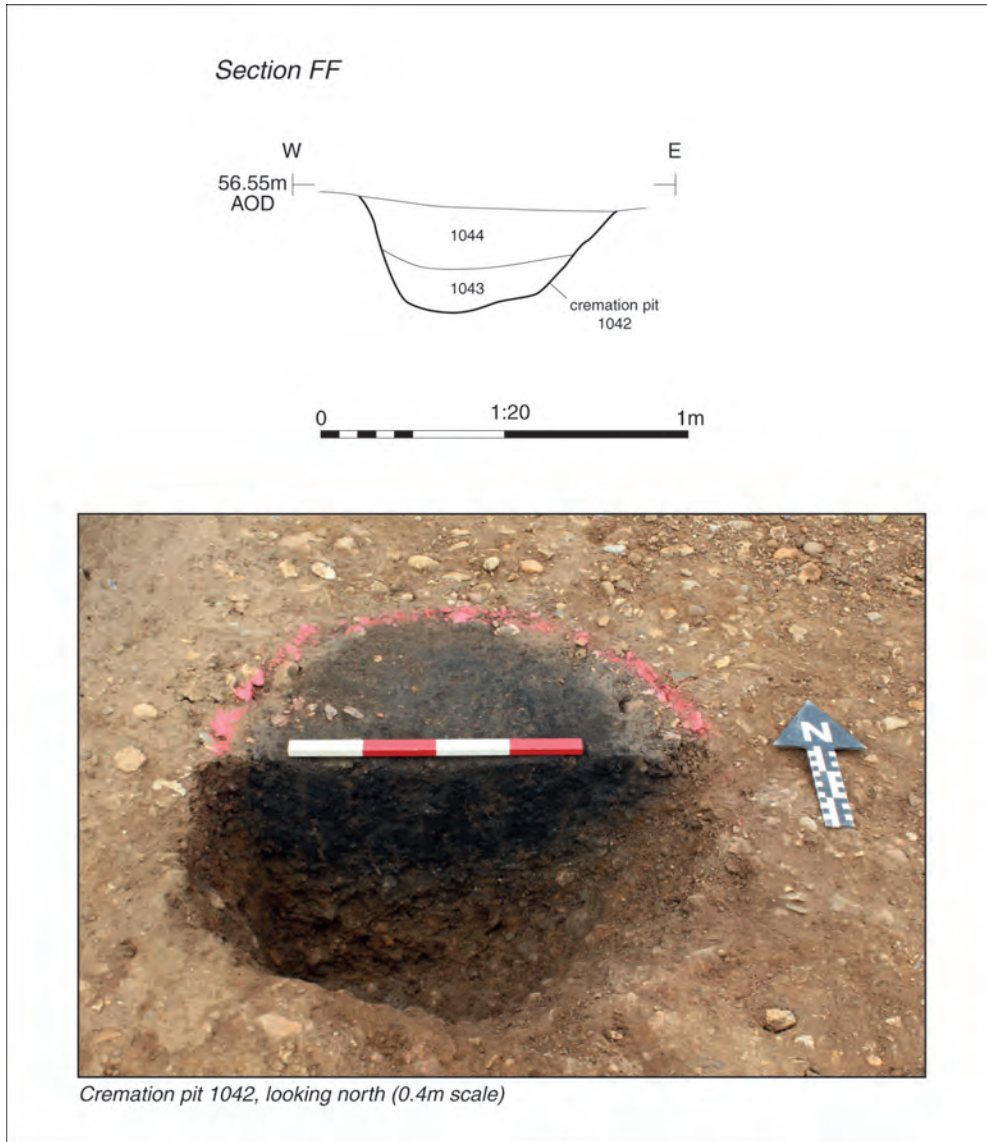 Section FF
W
E
56.55m
AOD
1044
1043
cremation pit
1042
0
1:20
1m
N
Cremation pit 1042, looking north (0.4m scale)